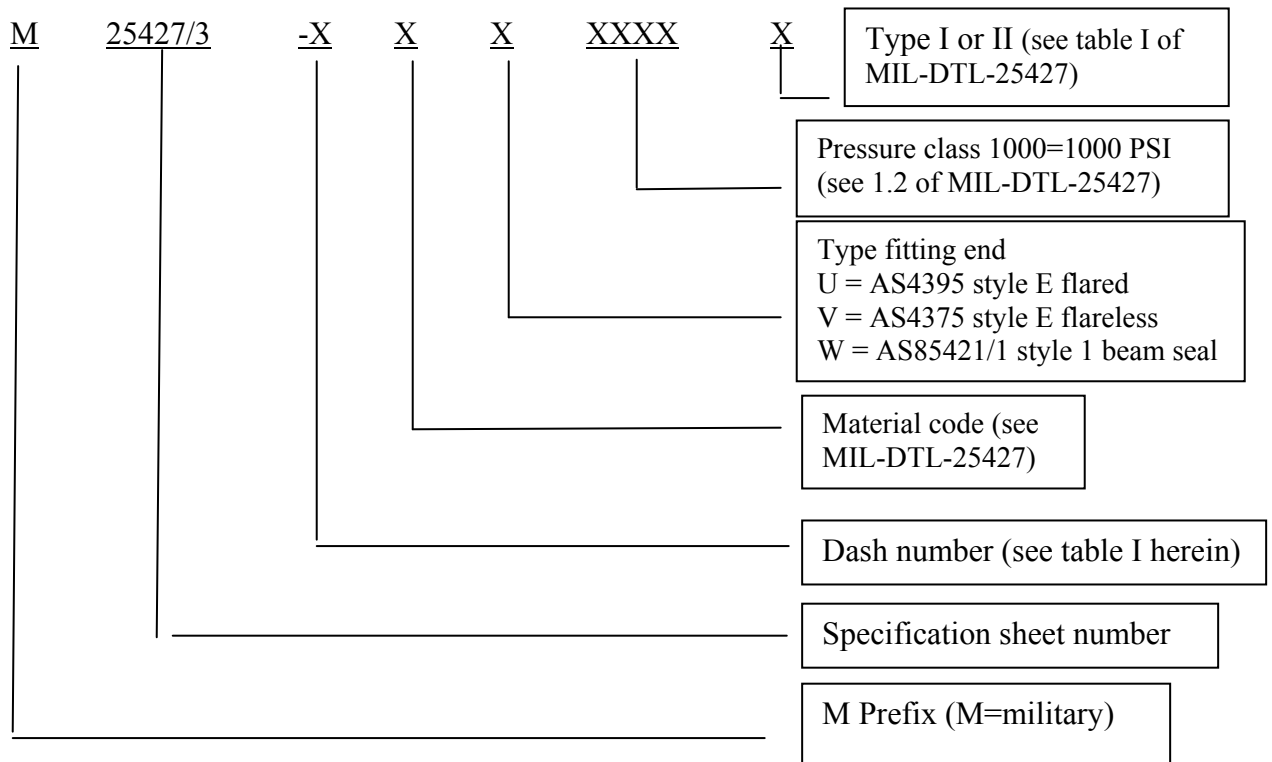 M 25427/3 -X X X XXXX X
Type I or II (see table I of
MIL-DTL-25427)
Pressure class 1000=1000 PSI
(see 1.2 of MIL-DTL-25427)
Type fitting end
U = AS4395 style E flared
V = AS4375 style E flareless
W = AS85421/1 style 1 beam seal
Material code (see
MIL-DTL-25427)
Dash number (see table I herein)
Specification sheet number
M Prefix (M=military)